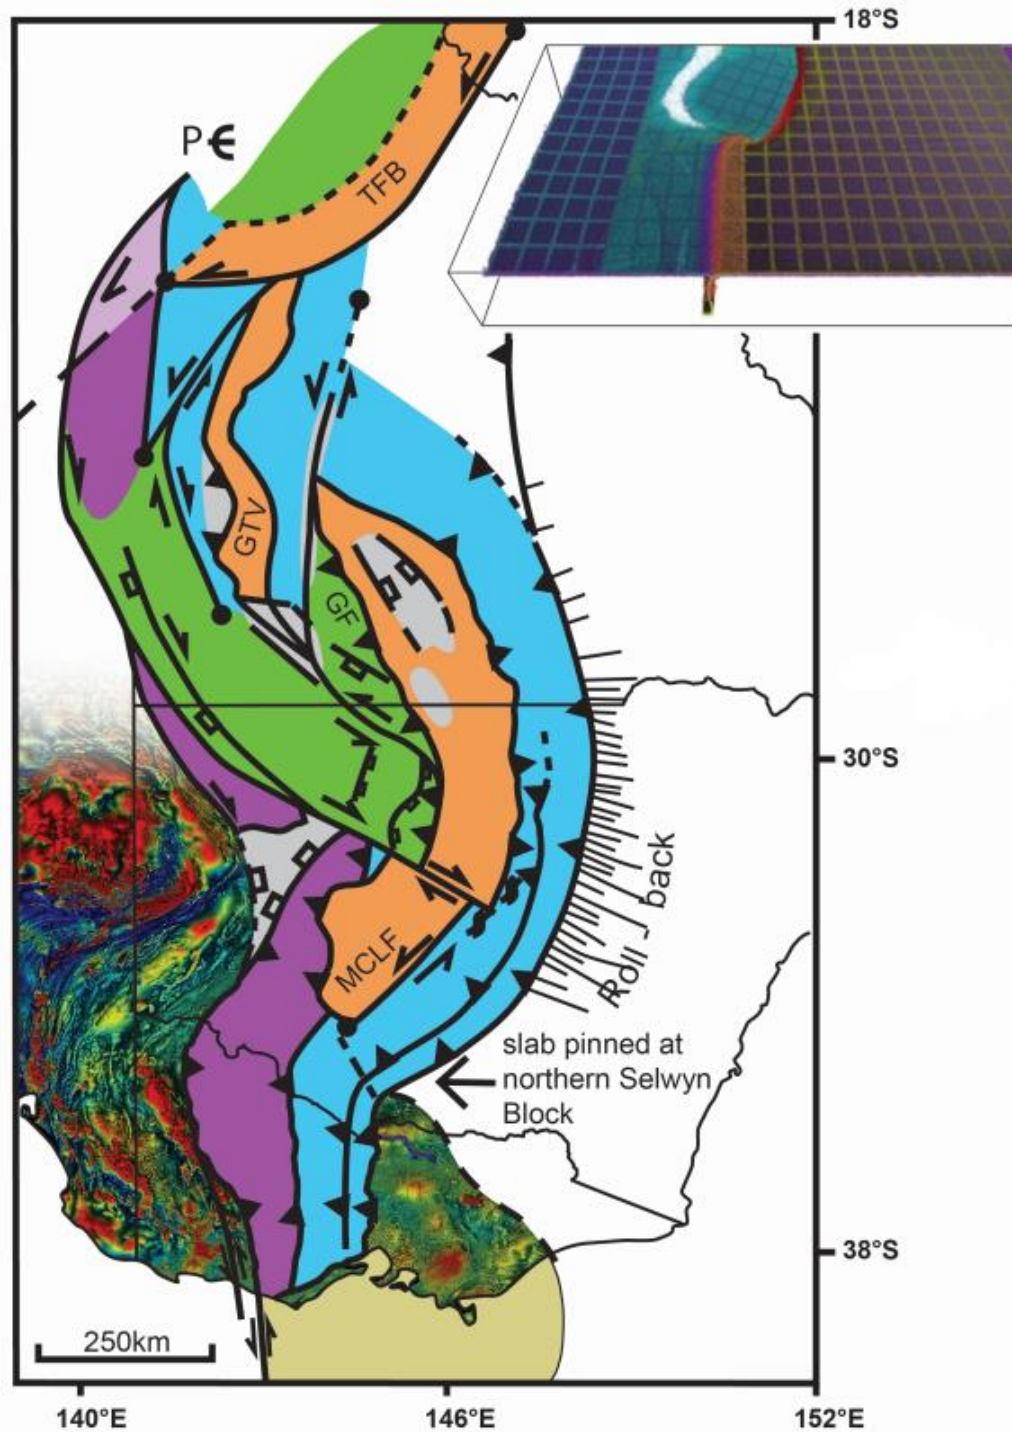 18°S
P-Є
TFB
GTV
GF
30°S
Roll - back
MCLF
slab pinned at
northern Selwyn
Block
38°S
250km
140°E
146°E
152°E